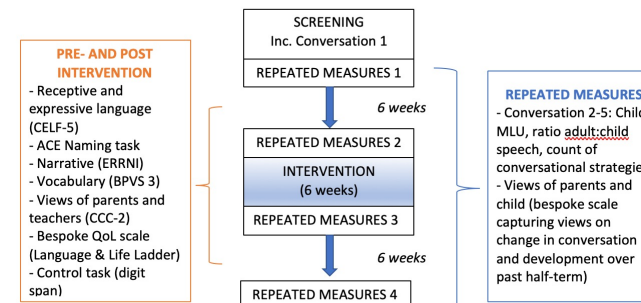 SCREENING
Inc. Conversation 1
REPEATED MEASURES 1
6 weeks
REPEATED MEASURES 2
INTERVENTION
(6 weeks)
REPEATED MEASURES 3
6 weeks
REPEATED MEASURES 4
PRE- AND POST
INTERVENTION
- Receptive and
expressive language
(CELF-5)
- ACE Naming task
- Narrative (ERRNI)
- Vocabulary (BPVS 3)
- Views of parents and
teachers (CCC-2)
- Bespoke QoL scale
(Language & Life Ladder)
- Control task (digit
span)
REPEATED MEASURES
- Conversation 2-5: Child
MLU, ratio adult:child
speech, count of
conversational strategie
- Views of parents and
child (bespoke scale
capturing views on
change in conversation
and development over
past half-term)